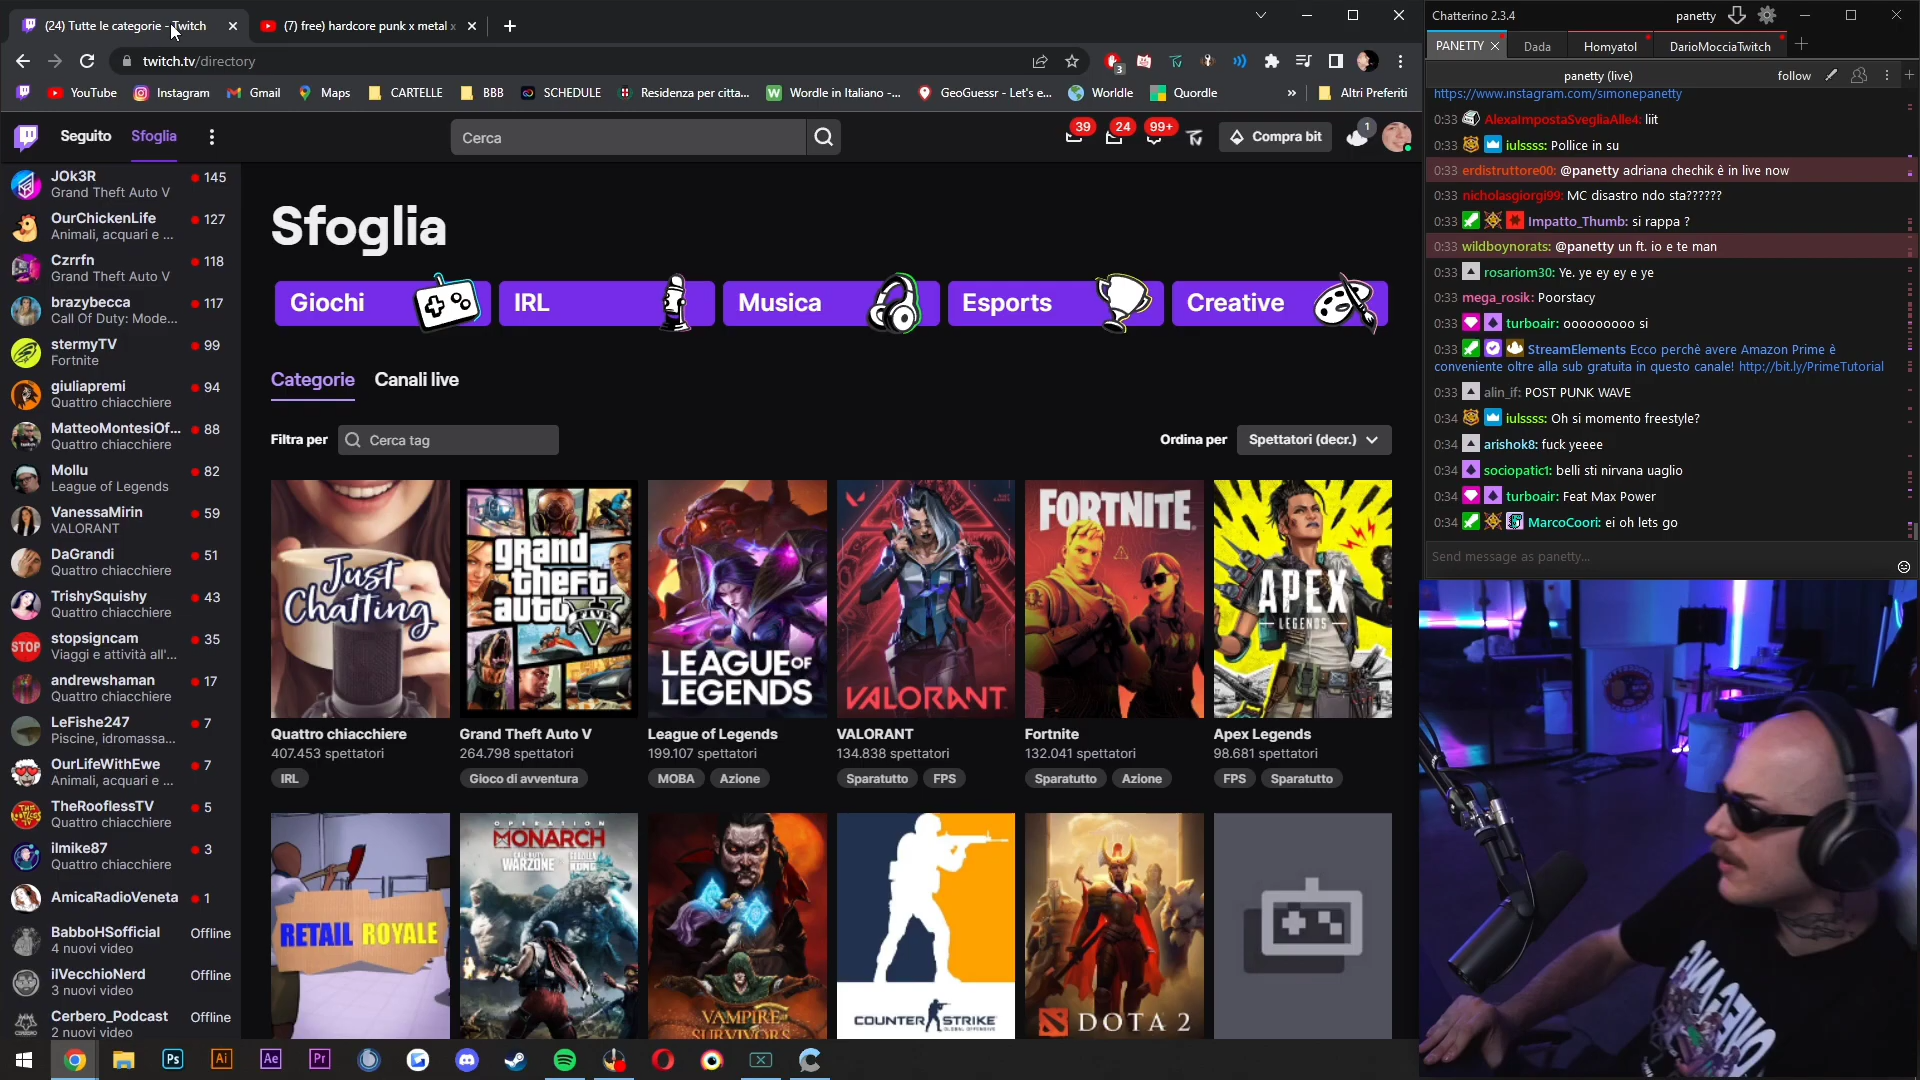 (24) Tutte le categorie - Twitch
(7) free) hardcore punk x metal x
twitch.tv/directory
3
YouTube
Instagram
Gmail
Maps
CARTELLE
BBB
SCHEDULE
Residenza per citta...
Wordle in Italiano -...
GeoGuessr - Let's e...
Worldle
Quordle
»
Altri Preferiti
Seguito
Sfoglia
Cerca
39
24
99+
Compra bit
1
JOk3R
145
Grand Theft Auto V
OurChickenLife
127
Animali, acquari e ...
Czrrfn
118
Grand Theft Auto V
brazybecca
117
Call Of Duty: Mode...
stermyTV
99
Fortnite
giuliapremi
94
Quattro chiacchiere
MatteoMontesiOf...
88
Quattro chiacchiere
Mollu
82
League of Legends
VanessaMirin
59
VALORANT
DaGrandi
51
Quattro chiacchiere
TrishySquishy
43
Quattro chiacchiere
STOP
stopsigncam
35
Viaggi e attività all'...
andrewshaman
17
Quattro chiacchiere
LeFishe247
7
Piscine, idromassa...
OurLifeWithEwe
7
Animali, acquari e ...
TheRooflessTV
5
Quattro chiacchiere
ilmike87
3
Quattro chiacchiere
AmicaRadioVeneta
1
BabboHSofficial
Offline
4 nuovi video
ilVecchioNerd
Offline
3 nuovi video
Cerbero_Podcast
Offline
2 nuovi video
Sfoglia
Giochi
IRL
Musica
Esports
Creative
Categorie
Canali live
Filtra per
Cerca tag
Ordina per
Spettatori (decr.)
Just
Chatting
grand
theft
auto
V
LEAGUE OF
LEGENDS
VALORANT
FORTNITE
APEX
LEGENDS
Quattro chiacchiere
407.453 spettatori
IRL
Grand Theft Auto V
264.798 spettatori
Gioco di avventura
League of Legends
199.107 spettatori
MOBA
Azione
VALORANT
134.838 spettatori
Sparatutto
FPS
Fortnite
132.041 spettatori
Sparatutto
Azione
Apex Legends
98.681 spettatori
FPS
Sparatutto
RETAIL ROYALE
OPERATION
MONARCH
WARZONE
VAMPIRE
SURVIVORS
COUNTER STRIKE
DOTA 2
Ps
Ai
Ae
Pr
Chatterino 2.3.4
panetty
PANETTY
Dada
Homyatol
DarioMocciaTwitch
panetty (live)
follow
https://www.instagram.com/simonepanetty
0:33 AlexaImpostaSvegliaAlle4: liit
0:33 iulssss: Pollice in su
0:33 erdistruttore00: @panetty adriana chechik è in live now
0:33 nicholasgiorgi99: MC disastro ndo sta??????
0:33 Impatto_Thumb: si rappa ?
0:33 wildboynorats: @panetty un ft. io e te man
0:33 rosariom30: Ye. ye ey ey e ye
0:33 mega_rosik: Poorstacy
0:33 turboair: ooooooooo si
0:33 StreamElements Ecco perchè avere Amazon Prime è
conveniente oltre alla sub gratuita in questo canale! http://bit.ly/PrimeTutorial
0:33 alin_if: POST PUNK WAVE
0:34 iulssss: Oh si momento freestyle?
0:34 arishok8: fuck yeeee
0:34 sociopatic1: belli sti nirvana uaglio
0:34 turboair: Feat Max Power
0:34 MarcoCoori: ei oh lets go
Send message as panetty...